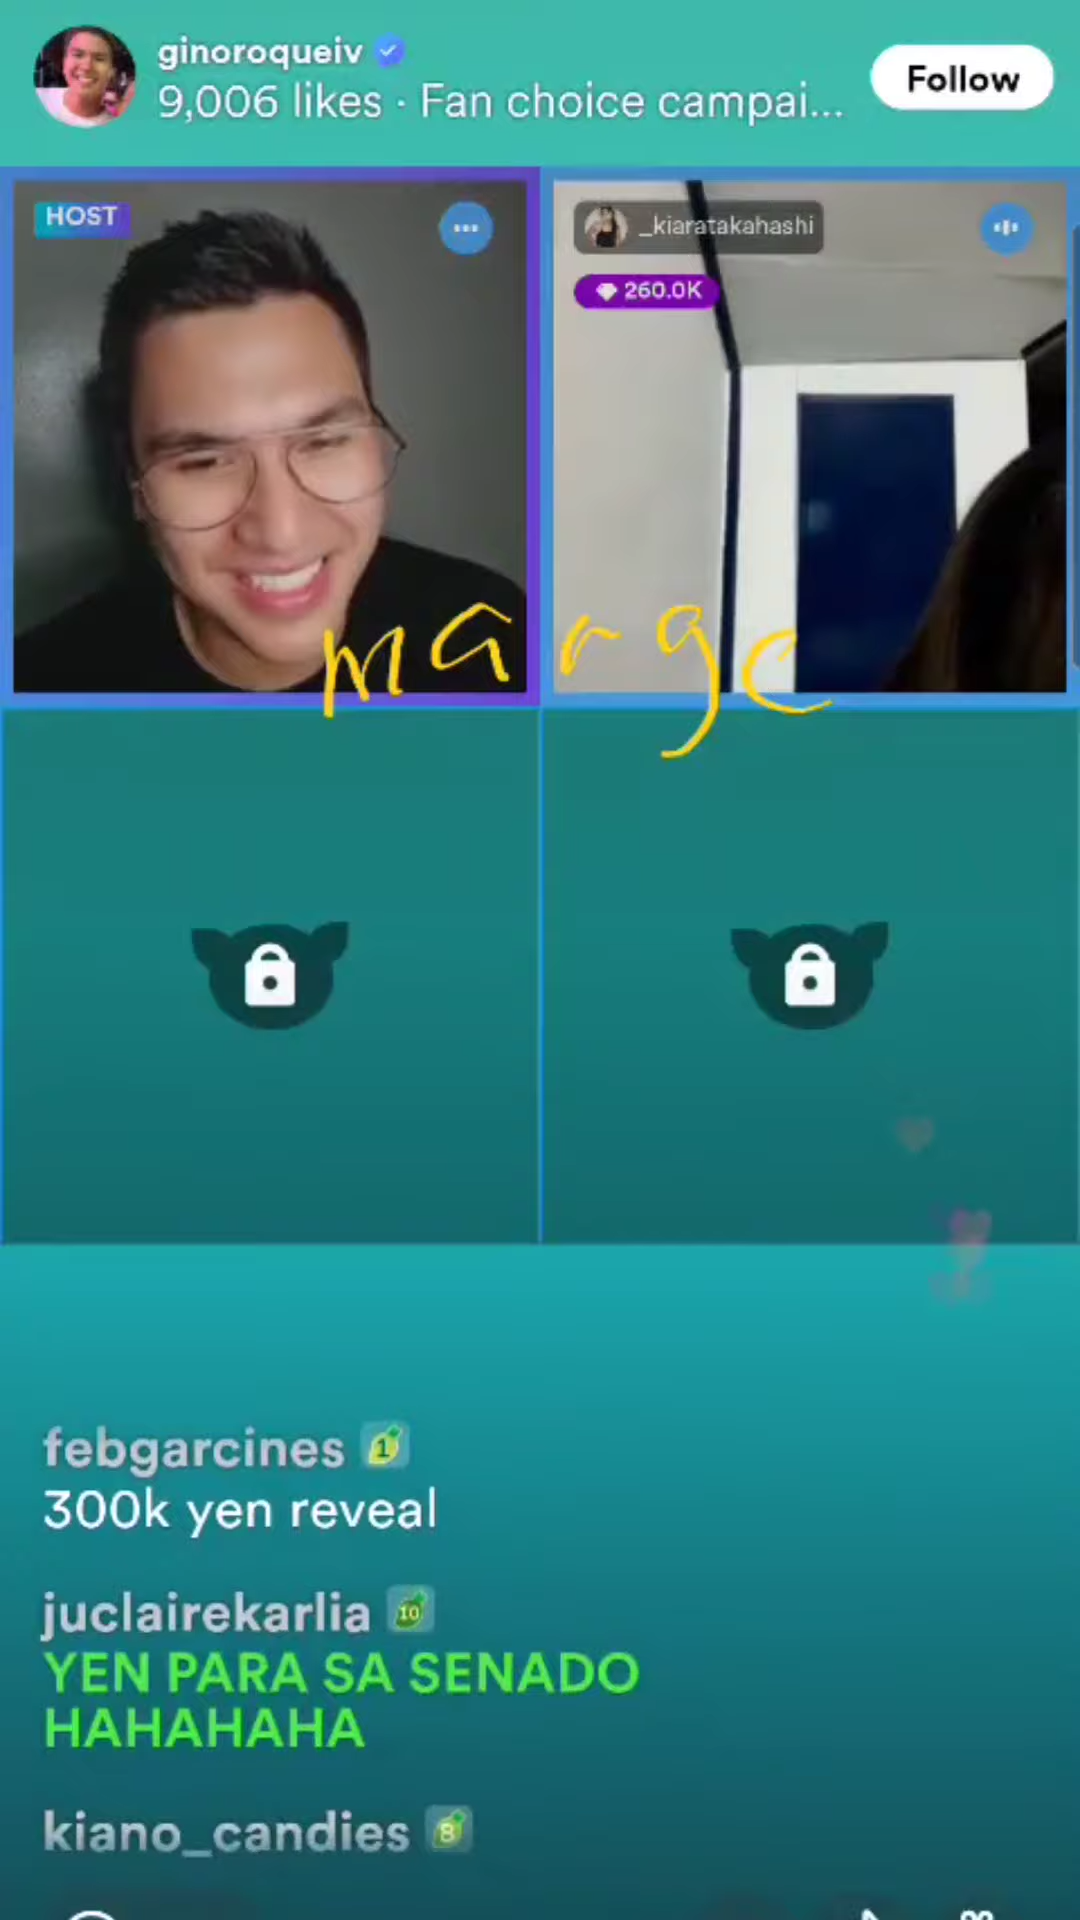 ginoroqueiv
9,006 likes · Fan choice campai...
Follow
HOST
_kiaratakahashi
260.0K
marge
febgarcines 1
300k yen reveal
juclairekarlia 10
YEN PARA SA SENADO
HAHAHAHA
kiano_candies 8